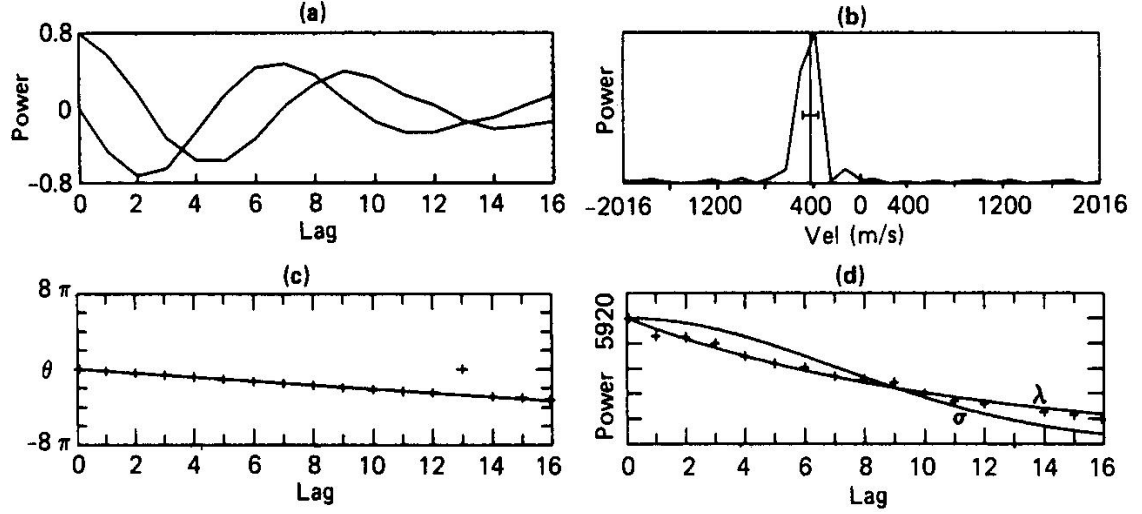 (a)
0.8
0
-0.8
Power
0 2 4 6 8 10 12 14 16
Lag
(b)
Power
-2016 1200 400 0 400 1200 2016
Vel (m/s)
(c)
8 π
θ
-8 π
0 2 4 6 8 10 12 14 16
Lag
(d)
5920
Power
λ
σ
0 2 4 6 8 10 12 14 16
Lag